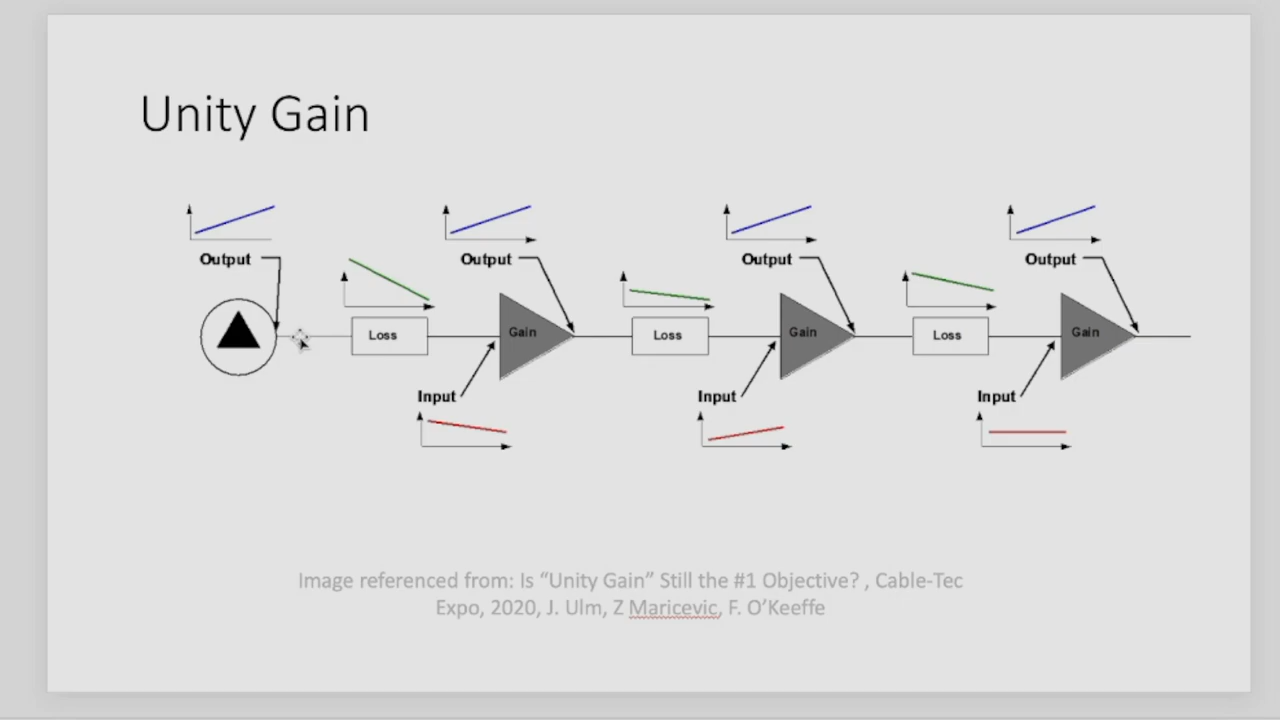 Unity Gain
Output
Output
Output
Output
Loss
Gain
Loss
Gain
Loss
Gain
Input
Input
Input
Image referenced from: Is “Unity Gain” Still the #1 Objective? , Cable-Tec
Expo, 2020, J. Ulm, Z Maricevic, F. O’Keeffe